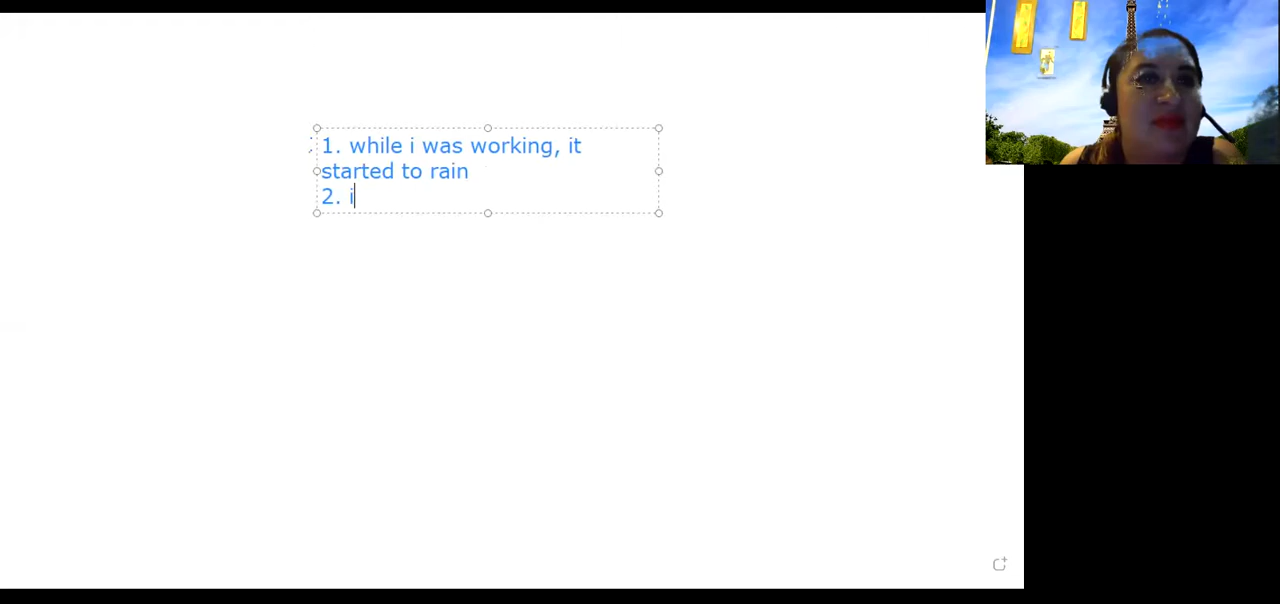 1. while i was working, it
started to rain
2. i